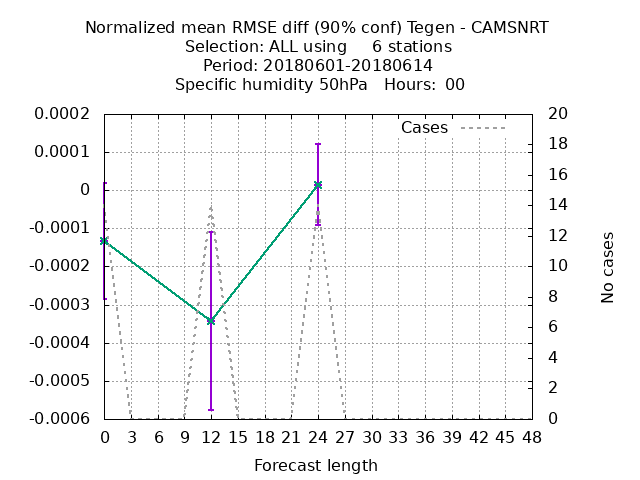 Normalized mean RMSE diff (90% conf) Tegen - CAMSNRT
Selection: ALL using     6 stations
Period: 20180601-20180614
Specific humidity 50hPa   Hours:  00
Cases
0.0002
0.0001
0
-0.0001
-0.0002
-0.0003
-0.0004
-0.0005
-0.0006
20
18
16
14
12
10
8
6
4
2
0
No cases
0 3 6 9 12 15 18 21 24 27 30 33 36 39 42 45 48
Forecast length